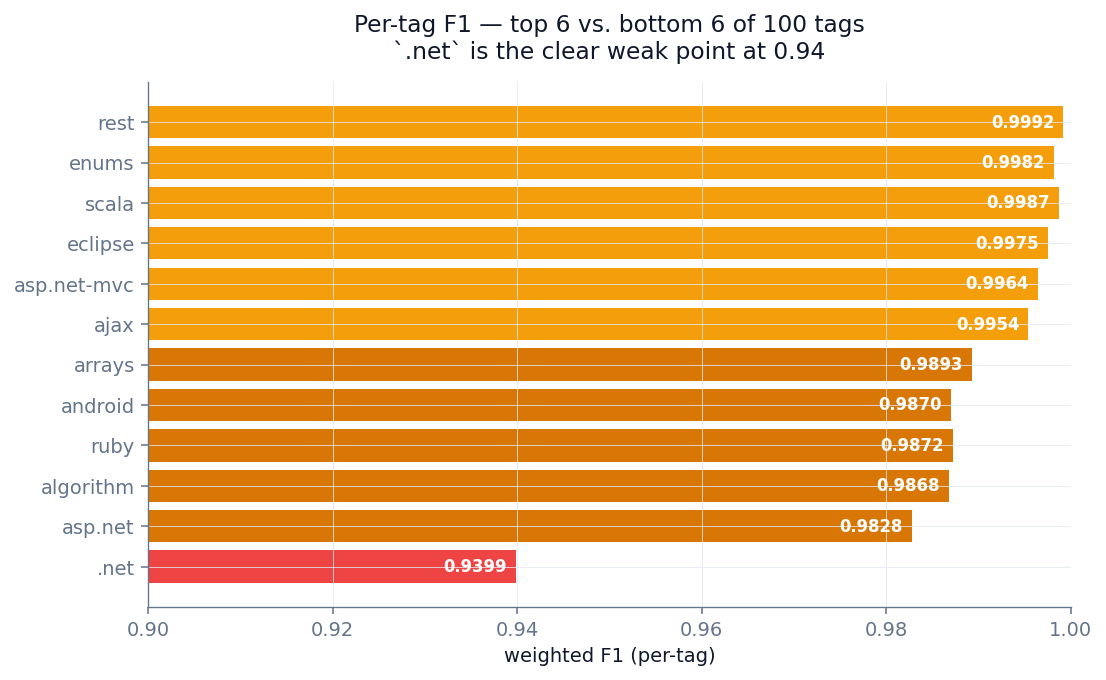 Per-tag F1 — top 6 vs. bottom 6 of 100 tags
`.net` is the clear weak point at 0.94
rest 0.9992
enums 0.9982
scala 0.9987
eclipse 0.9975
asp.net-mvc 0.9964
ajax 0.9954
arrays 0.9893
android 0.9870
ruby 0.9872
algorithm 0.9868
asp.net 0.9828
.net 0.9399
0.90 0.92 0.94 0.96 0.98 1.00
weighted F1 (per-tag)